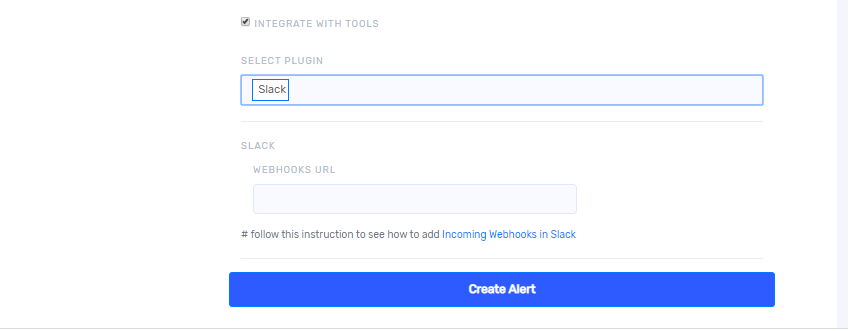 INTEGRATE WITH TOOLS
SELECT PLUGIN
Slack
SLACK
WEBHOOKS URL
# follow this instruction to see how to add Incoming Webhooks in Slack
Create Alert